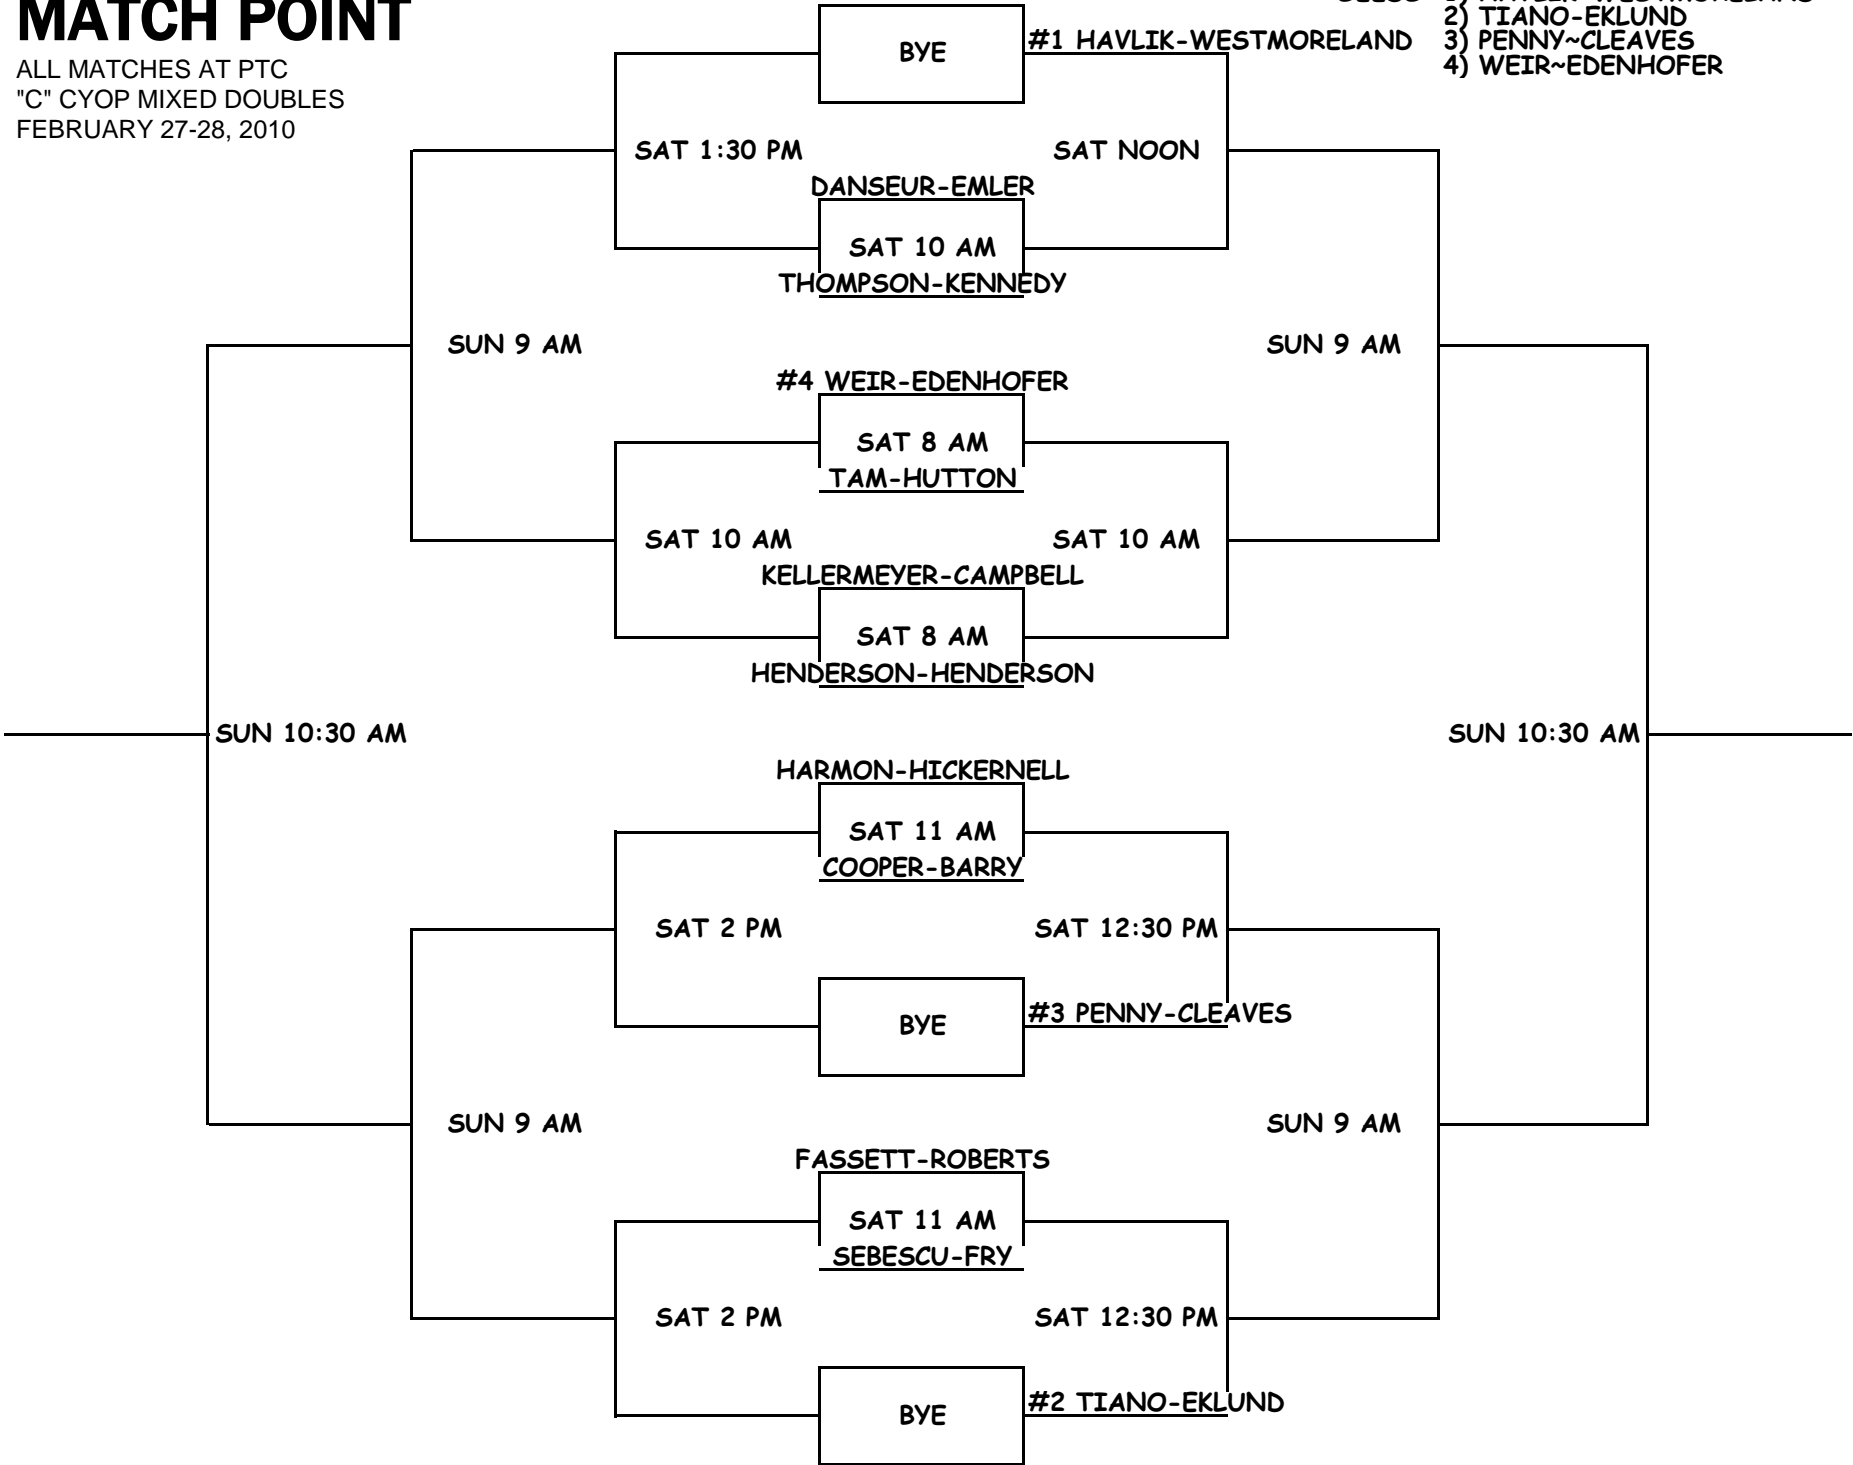 MATCH POINT
ALL MATCHES AT PTC
"C" CYOP MIXED DOUBLES
FEBRUARY 27-28, 2010
2) TIANO-EKLUND
3) PENNY~CLEAVES
4) WEIR~EDENHOFER
BYE
#1 HAVLIK-WESTMORELAND
SAT 1:30 PM
SAT NOON
DANSEUR-EMLER
SAT 10 AM
THOMPSON-KENNEDY
SUN 9 AM
SUN 9 AM
#4 WEIR-EDENHOFER
SAT 8 AM
TAM-HUTTON
SAT 10 AM
SAT 10 AM
KELLERMEYER-CAMPBELL
SAT 8 AM
HENDERSON-HENDERSON
SUN 10:30 AM
SUN 10:30 AM
HARMON-HICKERNELL
SAT 11 AM
COOPER-BARRY
SAT 2 PM
SAT 12:30 PM
BYE
#3 PENNY-CLEAVES
SUN 9 AM
SUN 9 AM
FASSETT-ROBERTS
SAT 11 AM
SEBESCU-FRY
SAT 2 PM
SAT 12:30 PM
BYE
#2 TIANO-EKLUND